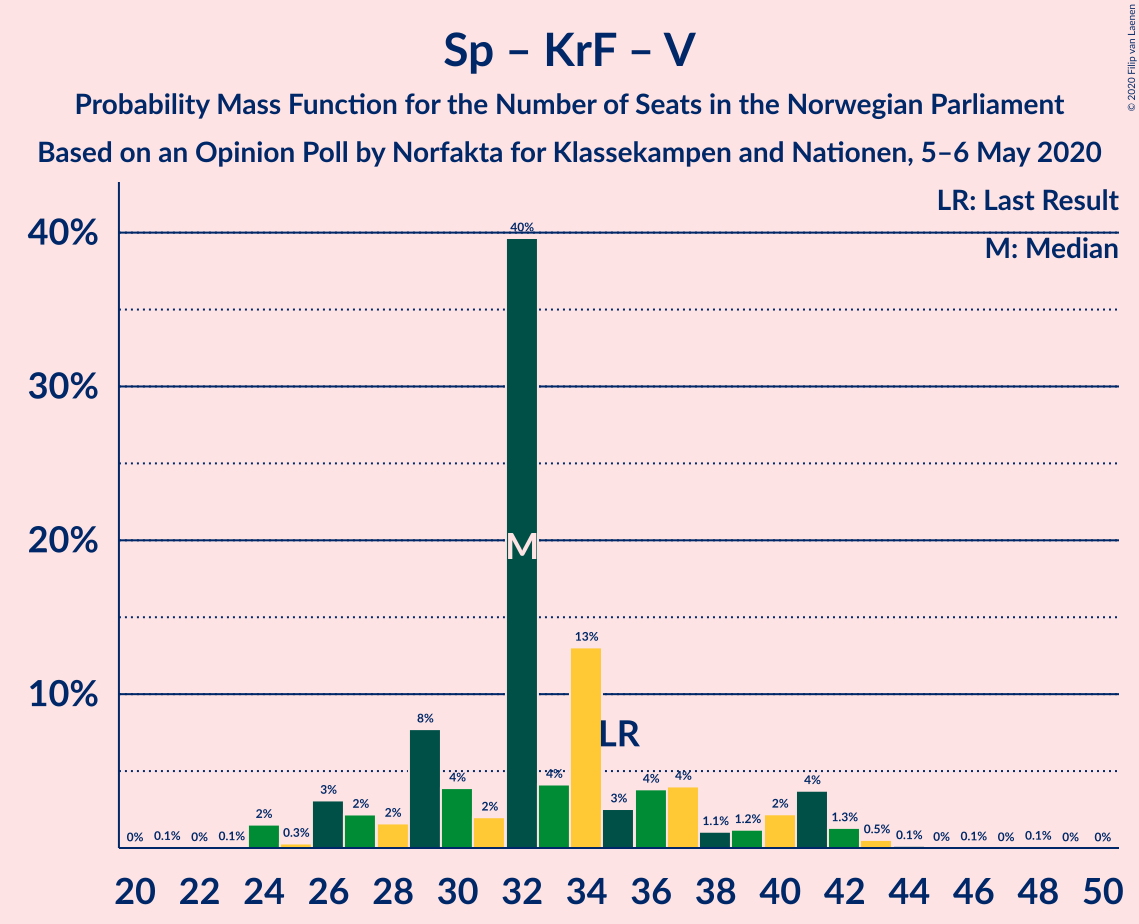 Sp – KrF – V
Probability Mass Function for the Number of Seats in the Norwegian Parliament
Based on an Opinion Poll by Norfakta for Klassekampen and Nationen, 5–6 May 2020
© 2020 Filip van Laenen
LR: Last Result
M: Median
40%
30%
20%
10%
0% 0.1% 0% 0.1% 2% 0.3% 3% 2% 2% 8% 4% 2% 40% 4% 13% 3% 4% 4% 1.1% 1.2% 2% 4% 1.3% 0.5% 0.1% 0% 0.1% 0% 0.1% 0% 0%
M
LR
20 22 24 26 28 30 32 34 36 38 40 42 44 46 48 50